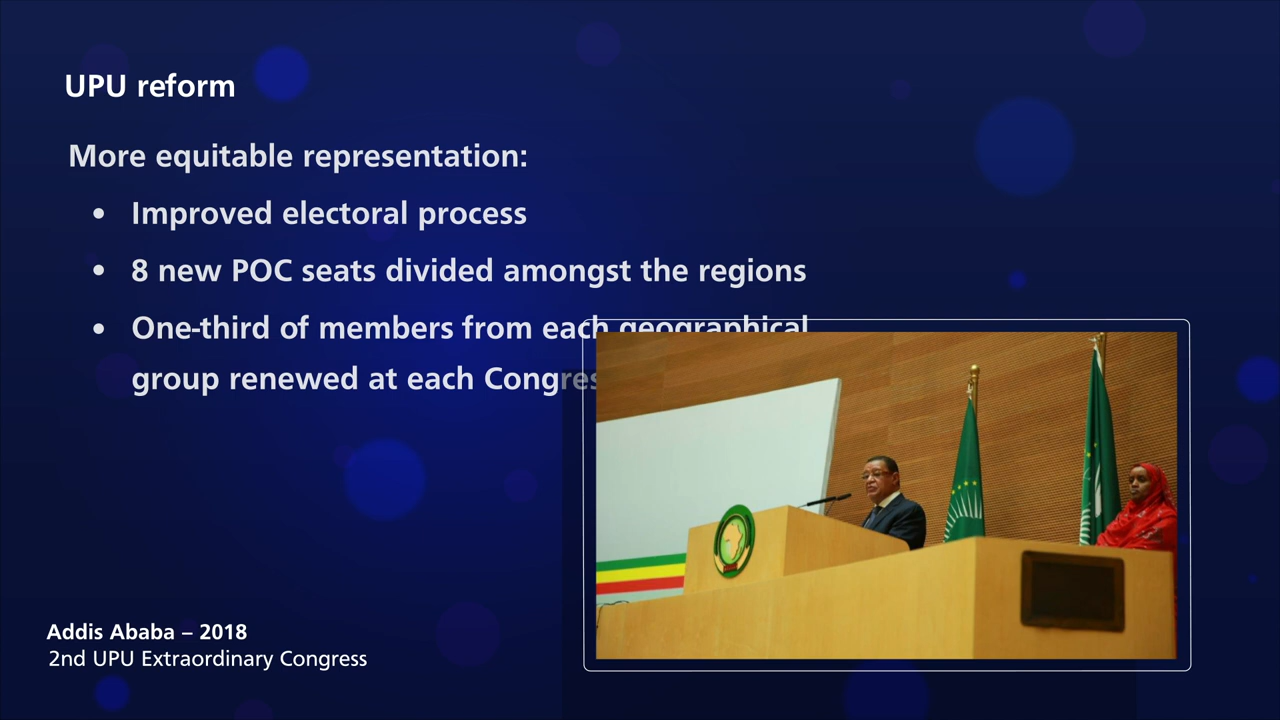 UPU reform
More equitable representation:
• Improved electoral process
• 8 new POC seats divided amongst the regions
• One-third of members from each geographical
group renewed at each Congres
Addis Ababa – 2018
2nd UPU Extraordinary Congress